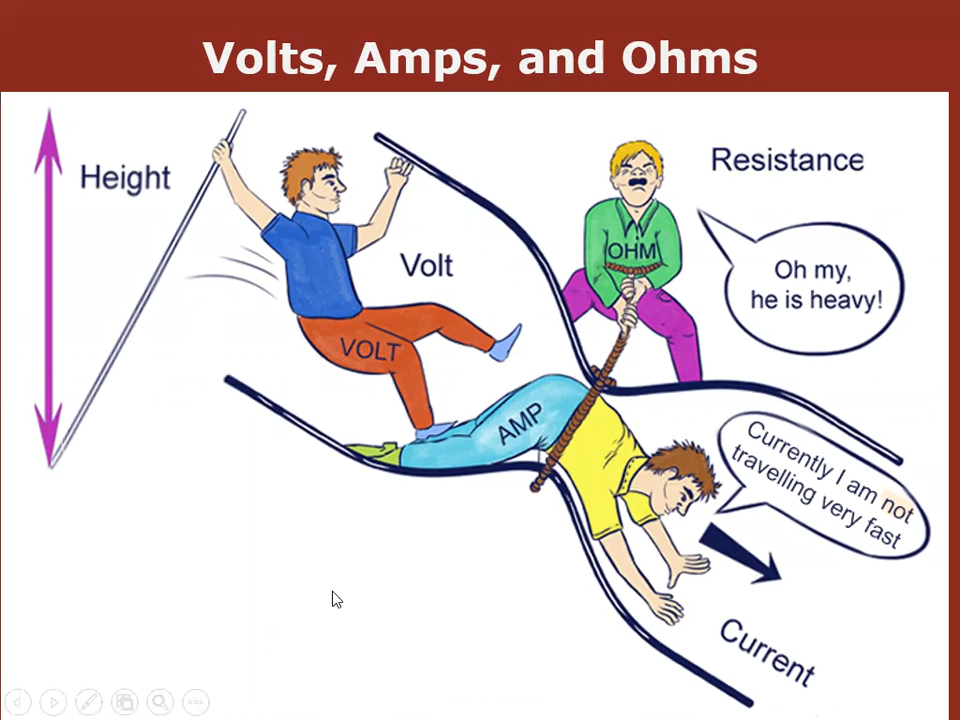 Volts, Amps, and Ohms
Height
Resistance
OHM
Volt
Oh my,
he is heavy!
VOLT
AMP
Currently I am not
travelling very fast
Current